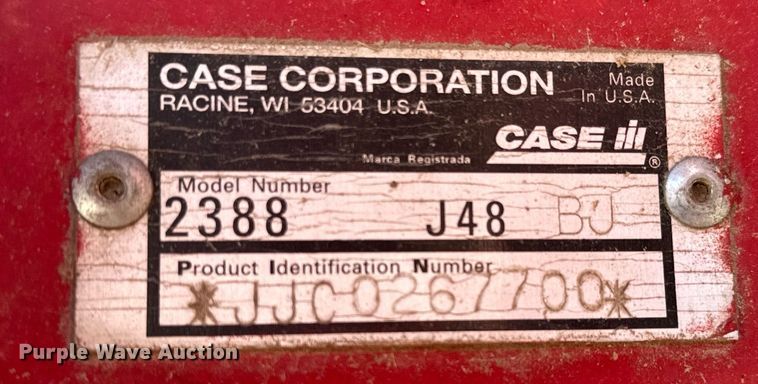 CASE CORPORATION
RACINE, WI 53404 U.S.A.
Made
In U.S.A.
CASE IH
®
Marca Registrada
Model Number
2388 J48 BJ
Product Identification Number
*JJC0267700*
Purple Wave Auction